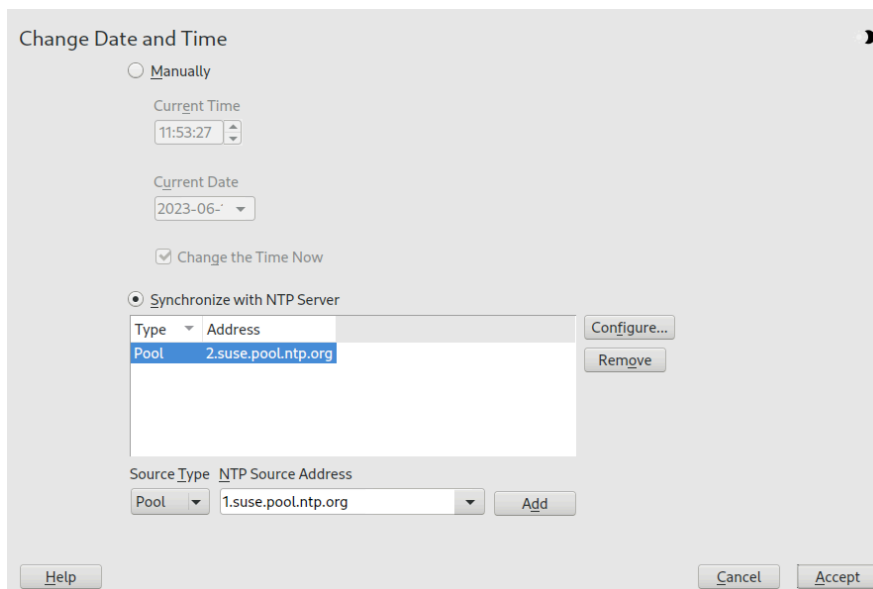 Change Date and Time
Manually
Current Time
11:53:27
Current Date
2023-06-
Change the Time Now
Synchronize with NTP Server
Type Address
Configure...
Pool 2.suse.pool.ntp.org
Remove
Source Type NTP Source Address
Pool 1.suse.pool.ntp.org Add
Help Cancel Accept